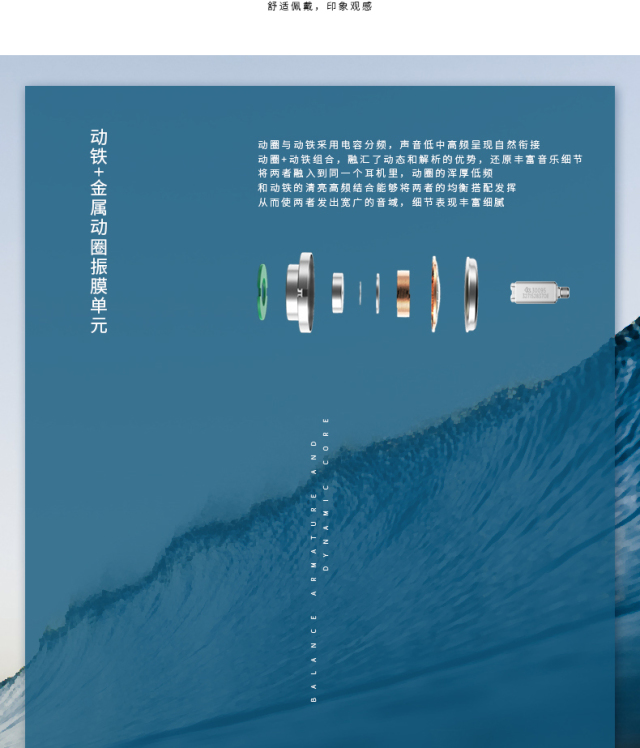 舒适佩戴，印象观感
动铁+金属动圈振膜单元
动圈与动铁采用电容分频，声音低中高频呈现自然衔接
动圈+动铁组合，融汇了动态和解析的优势，还原丰富音乐细节
将两者融入到同一个耳机里，动圈的浑厚低频
和动铁的清亮高频结合能够将两者的均衡搭配发挥
从而使两者发出宽广的音域，细节表现丰富细腻
BALANCE ARMATURE AND
DYNAMIC CORE